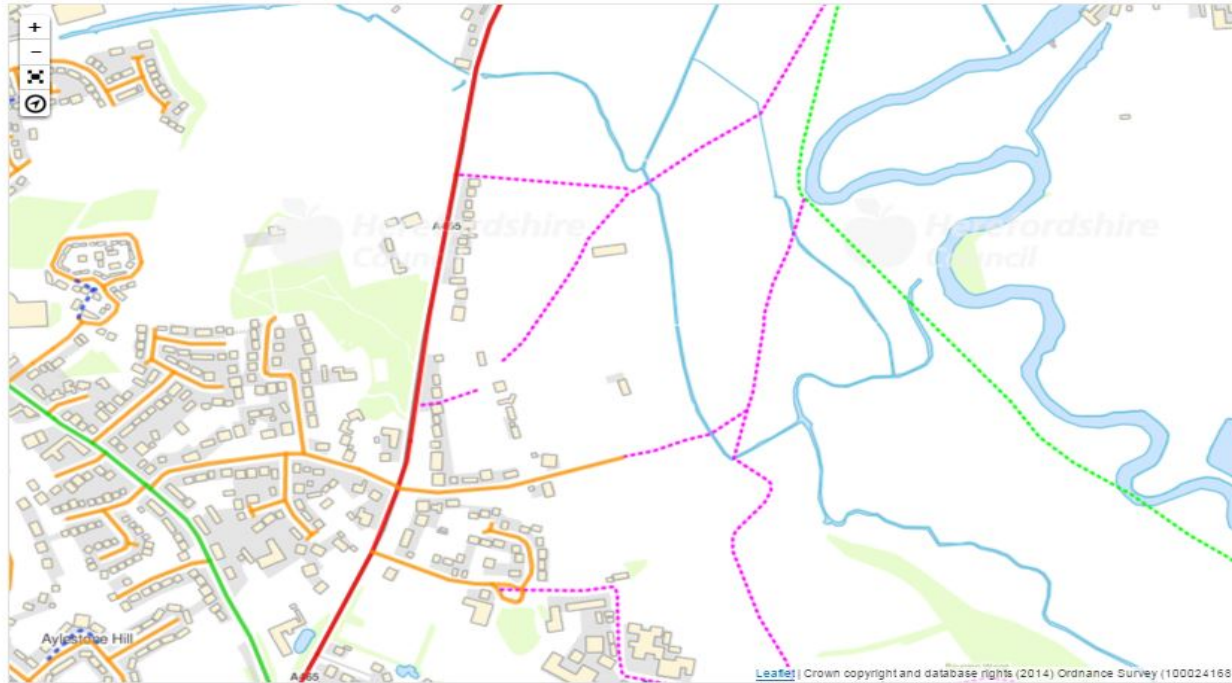 +
−
Herefordshire
Council
Herefordshire
Council
A465
Aylestone Hill
A465
Leaflet | Crown copyright and database rights (2014) Ordnance Survey (100024168